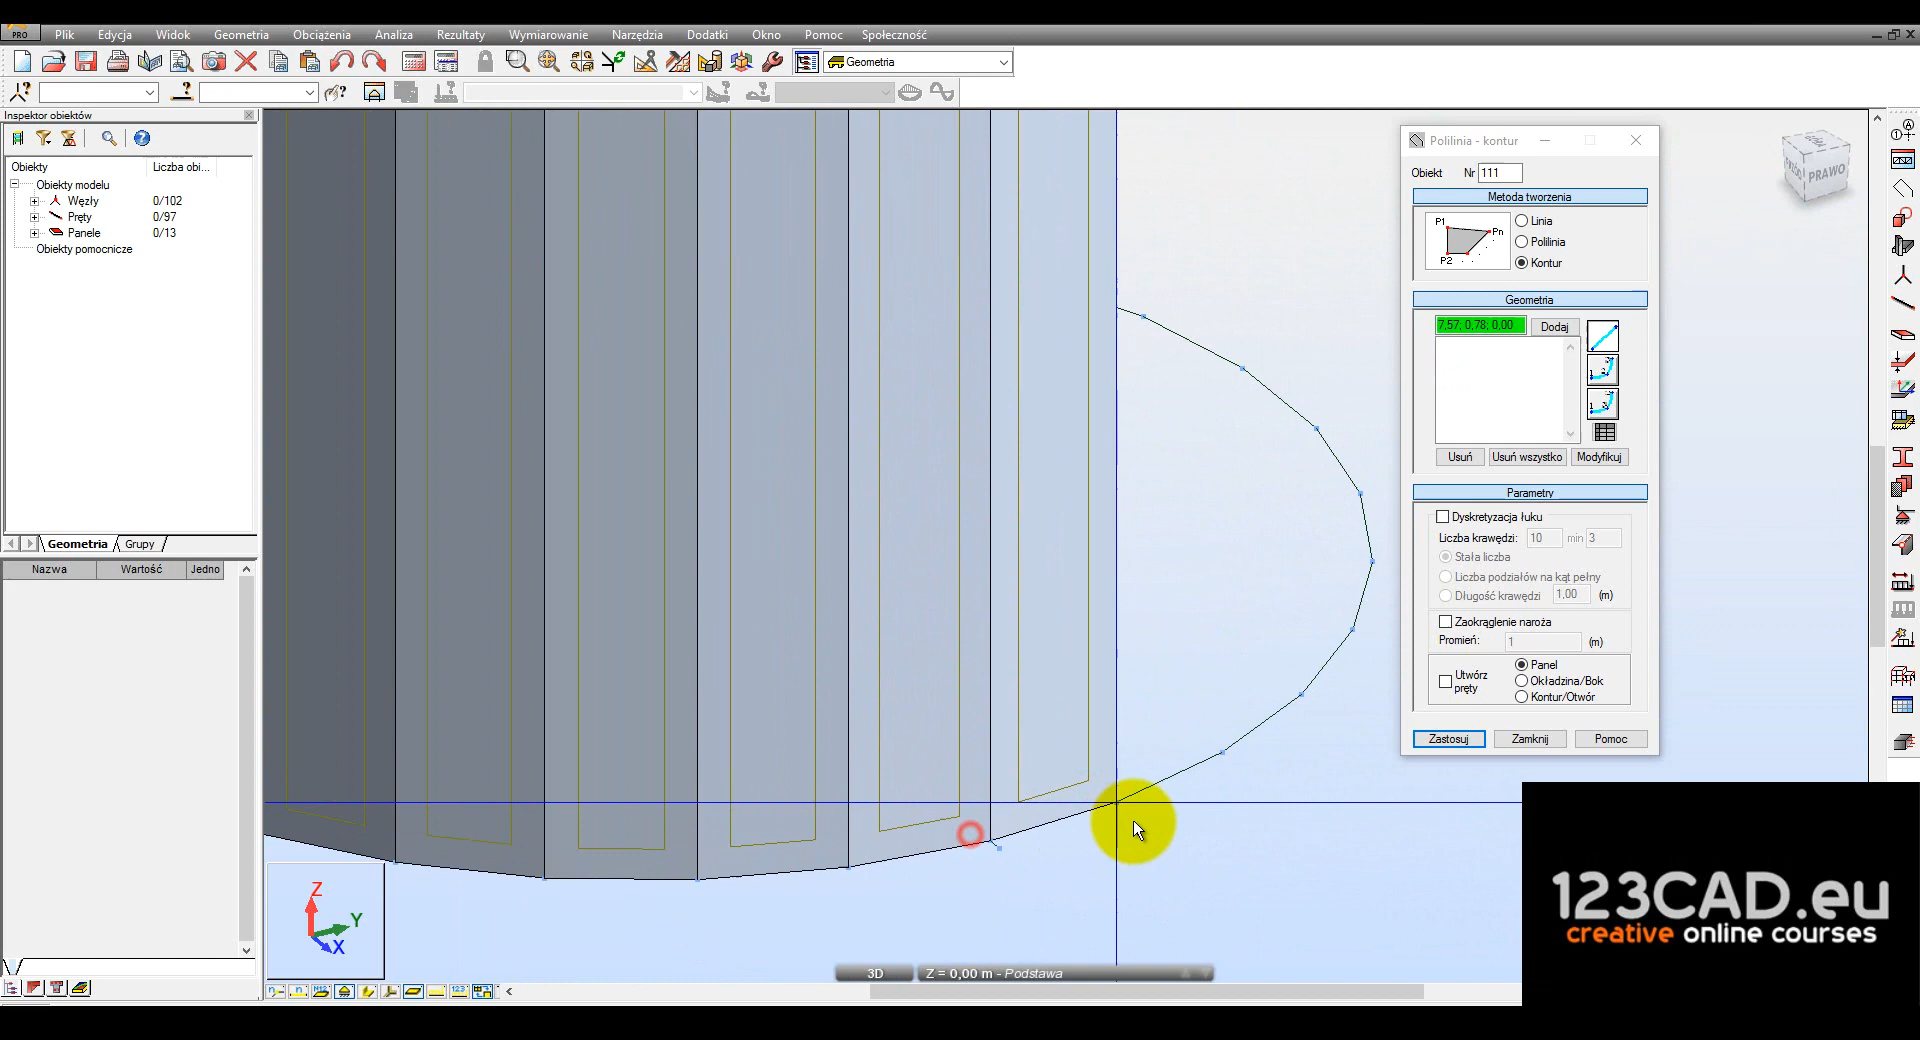 PRO Plik Edycja Widok Geometria Obciążenia Analiza Rezultaty Wymiarowanie Narzędzia Dodatki Okno Pomoc Społeczność
Geometria
Inspektor obiektów
Obiekty Liczba obi...
Obiekty modelu
Węzły 0/102
Pręty 0/97
Panele 0/13
Obiekty pomocnicze
Geometria Grupy
Nazwa Wartość Jedno
Z
Y
X
3D Z = 0,00 m - Podstawa
PRAWO
Polilinia - kontur
Obiekt Nr 111
Metoda tworzenia
P1
Pn
P2
Linia
Polilinia
Kontur
Geometria
7,57; 0,78; 0,00 Dodaj
Usuń Usuń wszystko Modyfikuj
Parametry
Dyskretyzacja łuku
Liczba krawędzi: 10 min 3
Stała liczba
Liczba podziałów na kąt pełny
Długość krawędzi 1,00 (m)
Zaokrąglenie naroża
Promień: 1 (m)
Utwórz pręty
Panel
Okładzina/Bok
Kontur/Otwór
Zastosuj Zamknij Pomoc
123CAD.eu
creative online courses